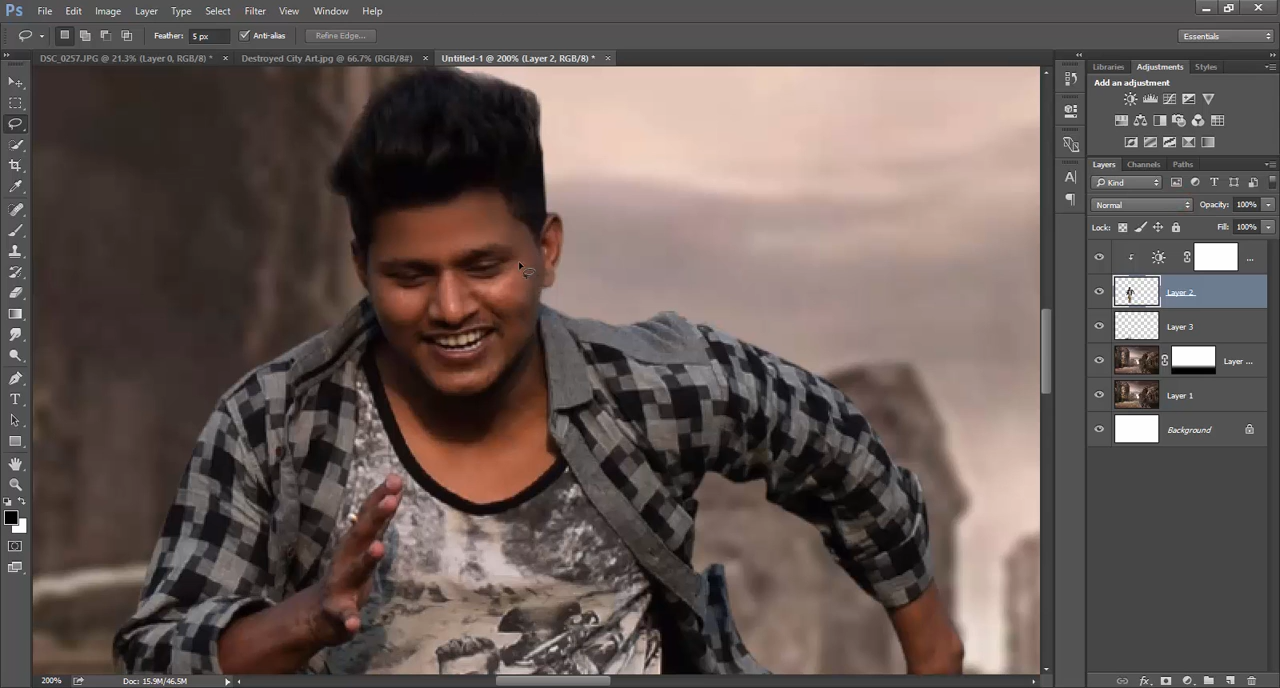 Ps File Edit Image Layer Type Select Filter View Window Help
Feather: 5 px Anti-alias Refine Edge... Essentials
DSC_0257.JPG @ 21.3% (Layer 0, RGB/8) * × Destroyed City Art.jpg @ 66.7% (RGB/8#) × Untitled-1 @ 200% (Layer 2, RGB/8) * ×
Libraries Adjustments Styles
Add an adjustment
Layers Channels Paths
Kind
Normal Opacity: 100%
Lock: Fill: 100%
...
Layer 2
Layer 3
Layer ...
Layer 1
Background
200% Doc: 15.9M/46.5M